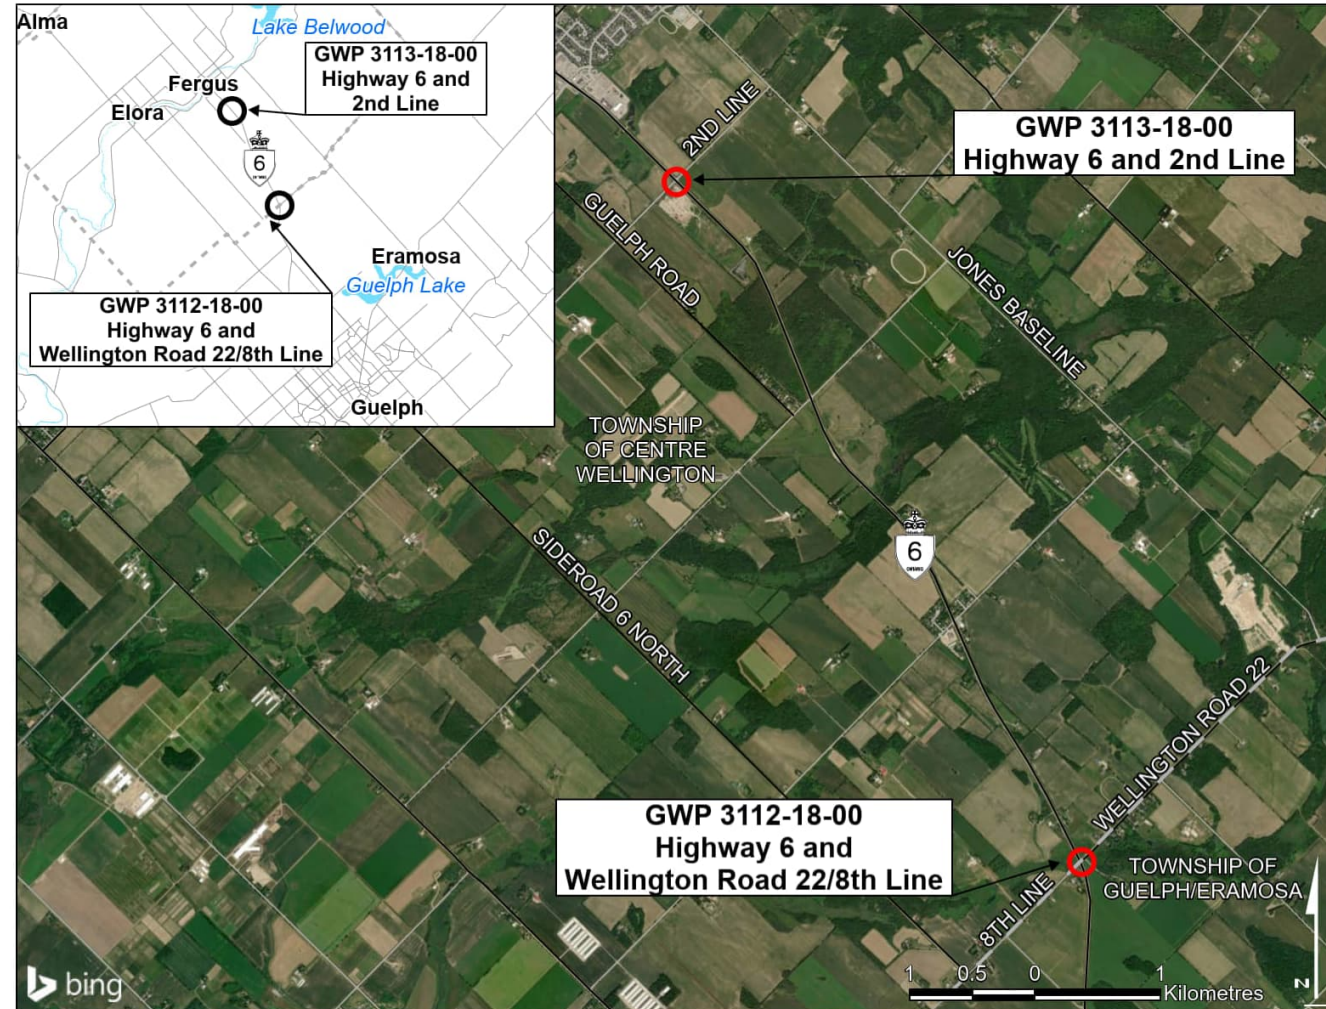 Alma
Lake Belwood
GWP 3113-18-00
Highway 6 and
2nd Line
Fergus
Elora
6
Eramosa
Guelph Lake
GWP 3112-18-00
Highway 6 and
Wellington Road 22/8th Line
Guelph
2ND LINE
GWP 3113-18-00
Highway 6 and 2nd Line
GUELPH ROAD
JONES BASELINE
TOWNSHIP
OF CENTRE
WELLINGTON
6
ONTARIO
SIDEROAD 6 NORTH
WELLINGTON ROAD 22
GWP 3112-18-00
Highway 6 and
Wellington Road 22/8th Line
TOWNSHIP OF
GUELPH/ERAMOSA
8TH LINE
1 0.5 0 1
Kilometres
N
bing